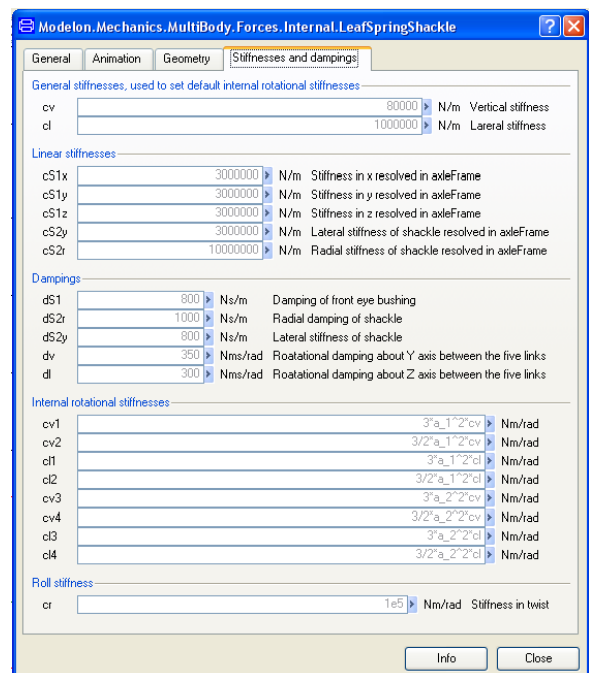 Modelon.Mechanics.MultiBody.Forces.Internal.LeafSpringShackle
General Animation Geometry Stiffnesses and dampings
General stiffnesses, used to set default internal rotational stiffnesses
cv 80000 N/m Vertical stiffness
cl 1000000 N/m Lareral stiffness
Linear stiffnesses
cS1x 3000000 N/m Stiffness in x resolved in axleFrame
cS1y 3000000 N/m Stiffness in y resolved in axleFrame
cS1z 3000000 N/m Stiffness in z resolved in axleFrame
cS2y 3000000 N/m Lateral stiffness of shackle resolved in axleFrame
cS2r 10000000 N/m Radial stiffness of shackle resolved in axleFrame
Dampings
dS1 800 Ns/m Damping of front eye bushing
dS2r 1000 Ns/m Radial damping of shackle
dS2y 800 Ns/m Lateral stiffness of shackle
dv 350 Nms/rad Roatational damping about Y axis between the five links
dl 300 Nms/rad Roatational damping about Z axis between the five links
Internal rotational stiffnesses
cv1 3*a_1^2*cv Nm/rad
cv2 3/2*a_1^2*cv Nm/rad
cl1 3*a_1^2*cl Nm/rad
cl2 3/2*a_1^2*cl Nm/rad
cv3 3*a_2^2*cv Nm/rad
cv4 3/2*a_2^2*cv Nm/rad
cl3 3*a_2^2*cl Nm/rad
cl4 3/2*a_2^2*cl Nm/rad
Roll stiffness
cr 1e5 Nm/rad Stiffness in twist
Info Close